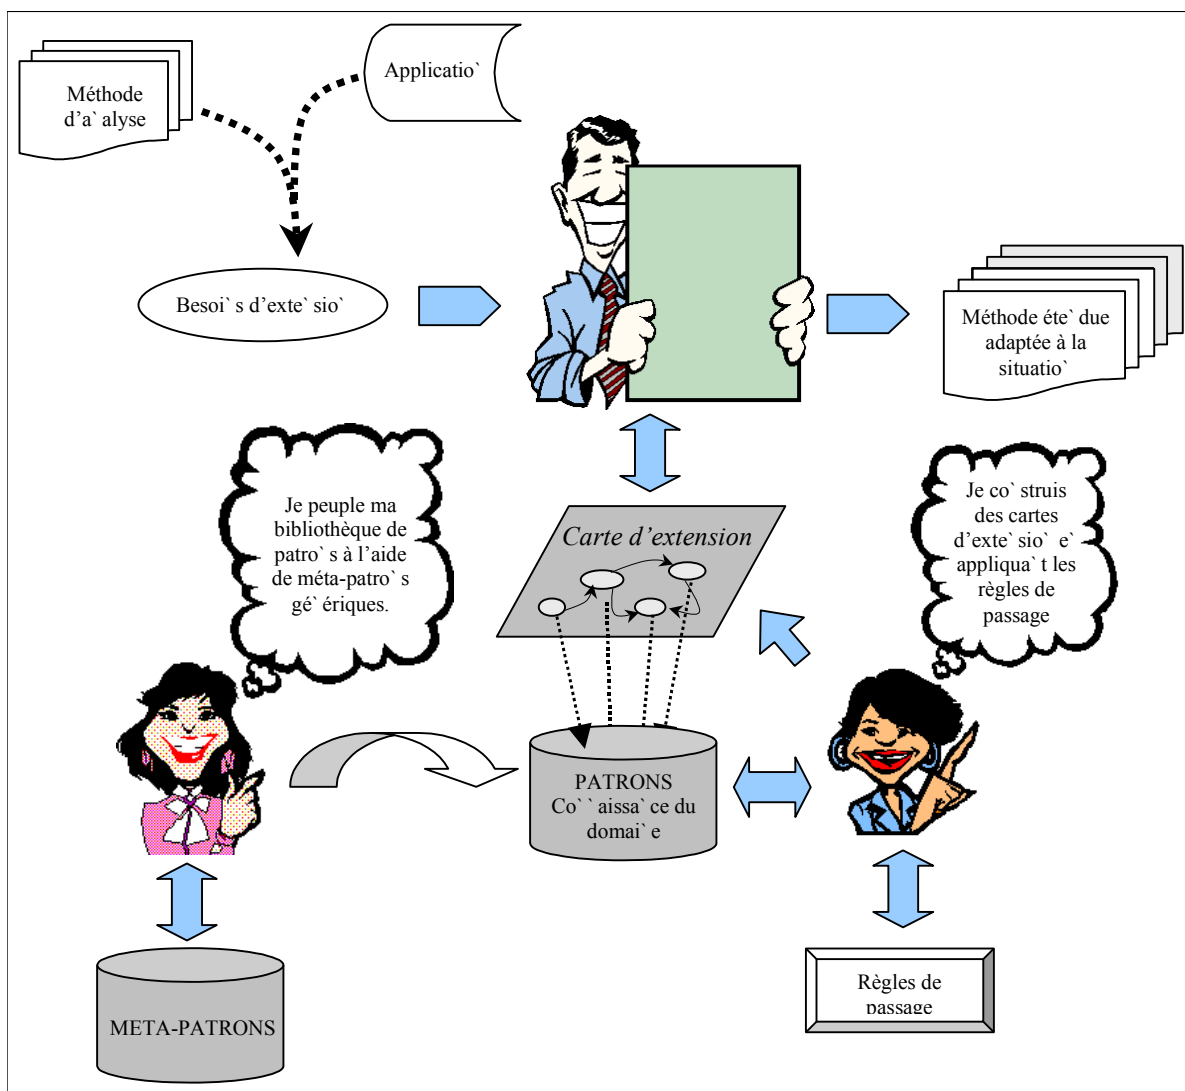 Méthode
d'a` alyse
Applicatio`
Besoi` s d'exte` sio`
Méthode éte` due
adaptée à la
situatio`
Je peuple ma
bibliothèque de
patro` s à l'aide
de méta-patro` s
gé` ériques.
Carte d'extension
Je co` struis
des cartes
d'exte` sio` e`
appliqua` t les
règles de
passage
PATRONS
Co` ` aissa` ce du
domai` e
META-PATRONS
Règles de
passage